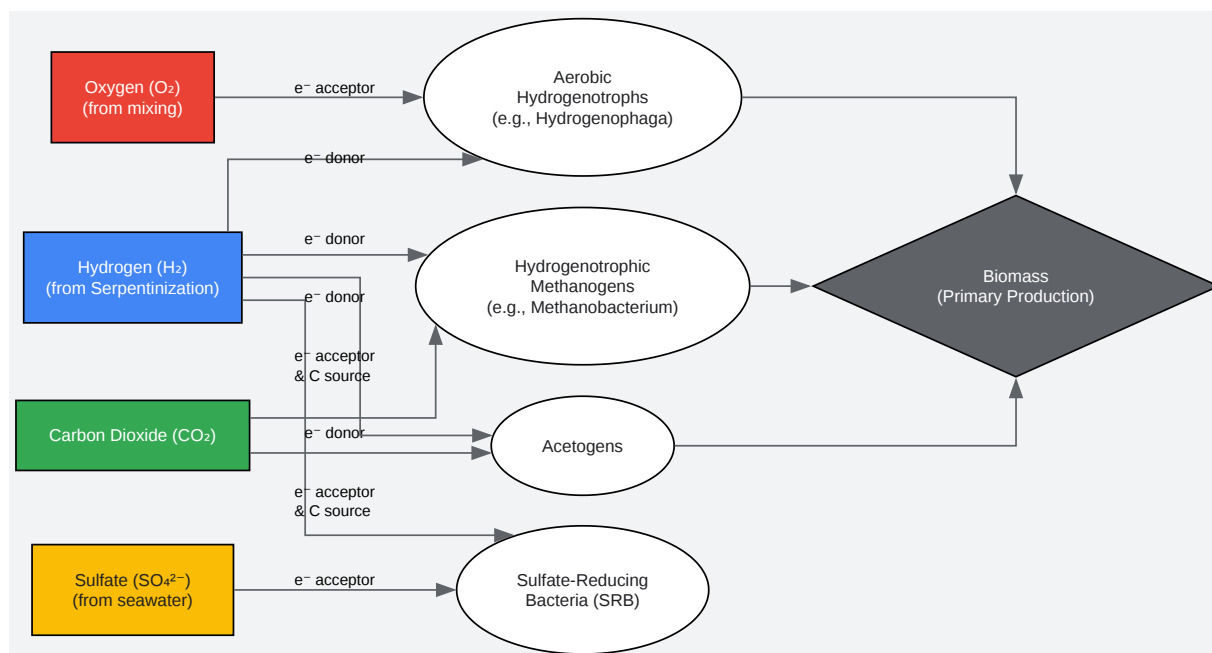 Oxygen (O₂)
(from mixing)
e⁻ acceptor
Aerobic
Hydrogenotrophs
(e.g., Hydrogenophaga)
e⁻ donor
Hydrogen (H₂)
(from Serpentinization)
e⁻ donor
e⁻ donor
Hydrogenotrophic
Methanogens
(e.g., Methanobacterium)
Biomass
(Primary Production)
e⁻ acceptor
& C source
Carbon Dioxide (CO₂)
e⁻ donor
Acetogens
e⁻ acceptor
& C source
Sulfate (SO₄²⁻)
(from seawater)
e⁻ acceptor
Sulfate-Reducing
Bacteria (SRB)